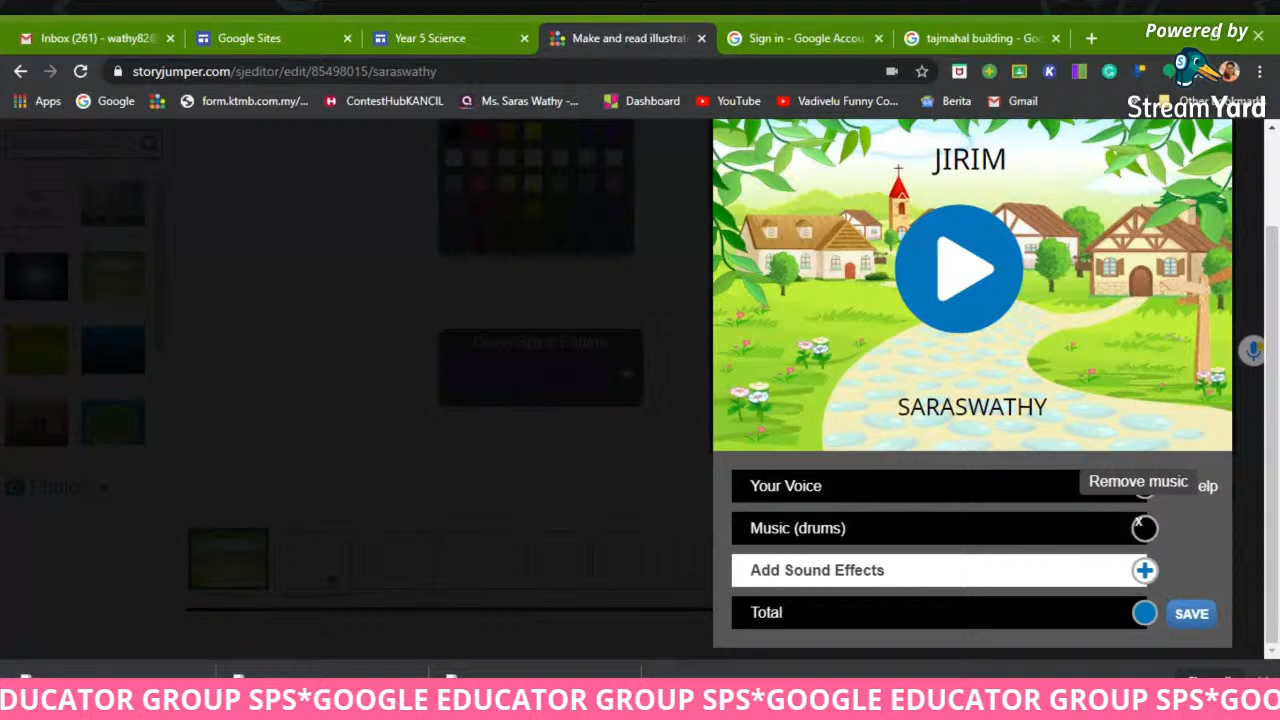 Powered by
StreamYard
Inbox (261) - wathy82@
Google Sites
Year 5 Science
Make and read illustrat
Sign in - Google Accou
tajmahal building - Goo
storyjumper.com/sjeditor/edit/85498015/saraswathy
Apps
Google
form.ktmb.com.my/...
ContestHubKANCIL
Ms. Saras Wathy -...
Dashboard
YouTube
Vadivelu Funny Co...
Berita
Gmail
JIRIM
SARASWATHY
Photo
Your Voice
Remove music
elp
Music (drums)
x
Add Sound Effects
Total
SAVE
DUCATOR GROUP SPS*GOOGLE EDUCATOR GROUP SPS*GOOGLE EDUCATOR GROUP SPS*GOO